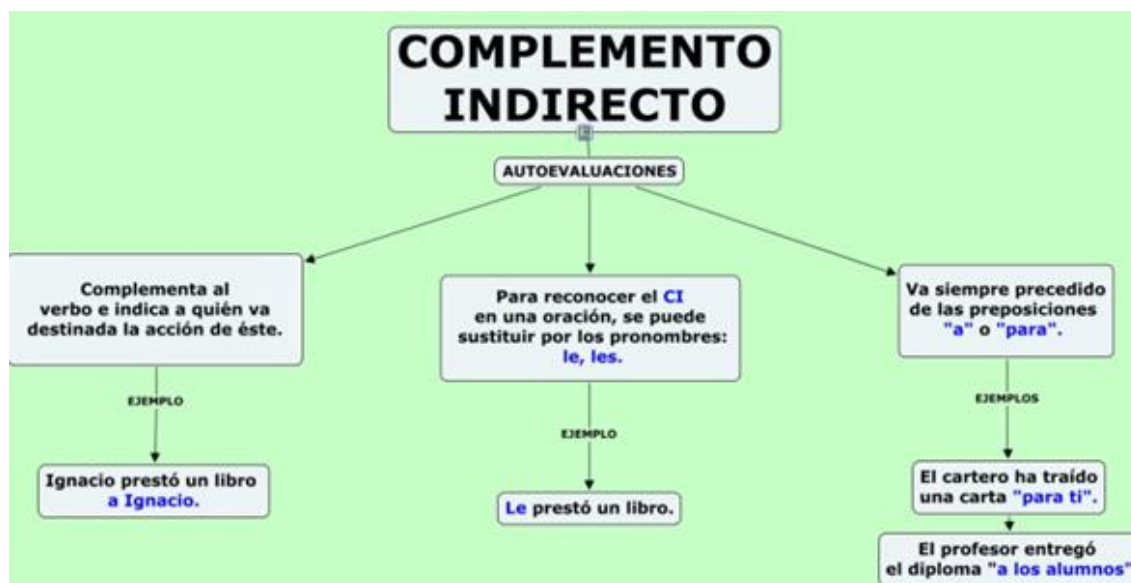 COMPLEMENTO
INDIRECTO
AUTOEVALUACIONES
Complementa al
verbo e indica a quién va
destinada la acción de éste.
EJEMPLO
Ignacio prestó un libro
a Ignacio.
Para reconocer el CI
en una oración, se puede
sustituir por los pronombres:
le, les.
EJEMPLO
Le prestó un libro.
Va siempre precedido
de las preposiciones
"a" o "para".
EJEMPLOS
El cartero ha traído
una carta "para ti".
El profesor entregó
el diploma "a los alumnos"